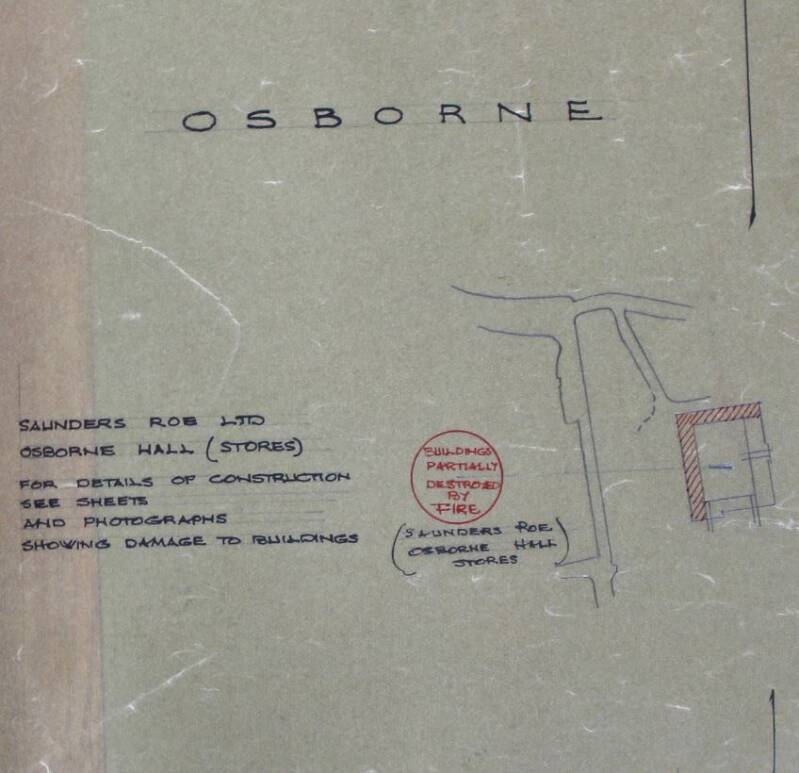 OSBORNE
SAUNDERS ROE LTD
OSBORNE HALL (STORES)
FOR DETAILS OF CONSTRUCTION
SEE SHEETS
AND PHOTOGRAPHS
SHOWING DAMAGE TO BUILDINGS
BUILDINGS
PARTIALLY
DESTROYED
BY
FIRE
(SAUNDERS ROE
OSBORNE HALL
STORES)